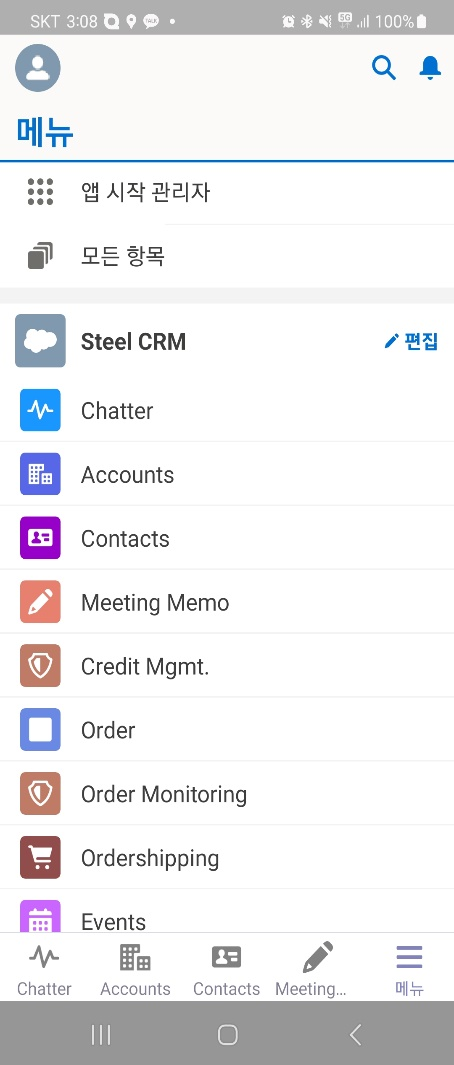 SKT 3:08
TALK
5G
100%
메뉴
앱 시작 관리자
모든 항목
Steel CRM
편집
Chatter
Accounts
Contacts
Meeting Memo
Credit Mgmt.
Order
Order Monitoring
Ordershipping
Events
Chatter
Accounts
Contacts
Meeting...
메뉴